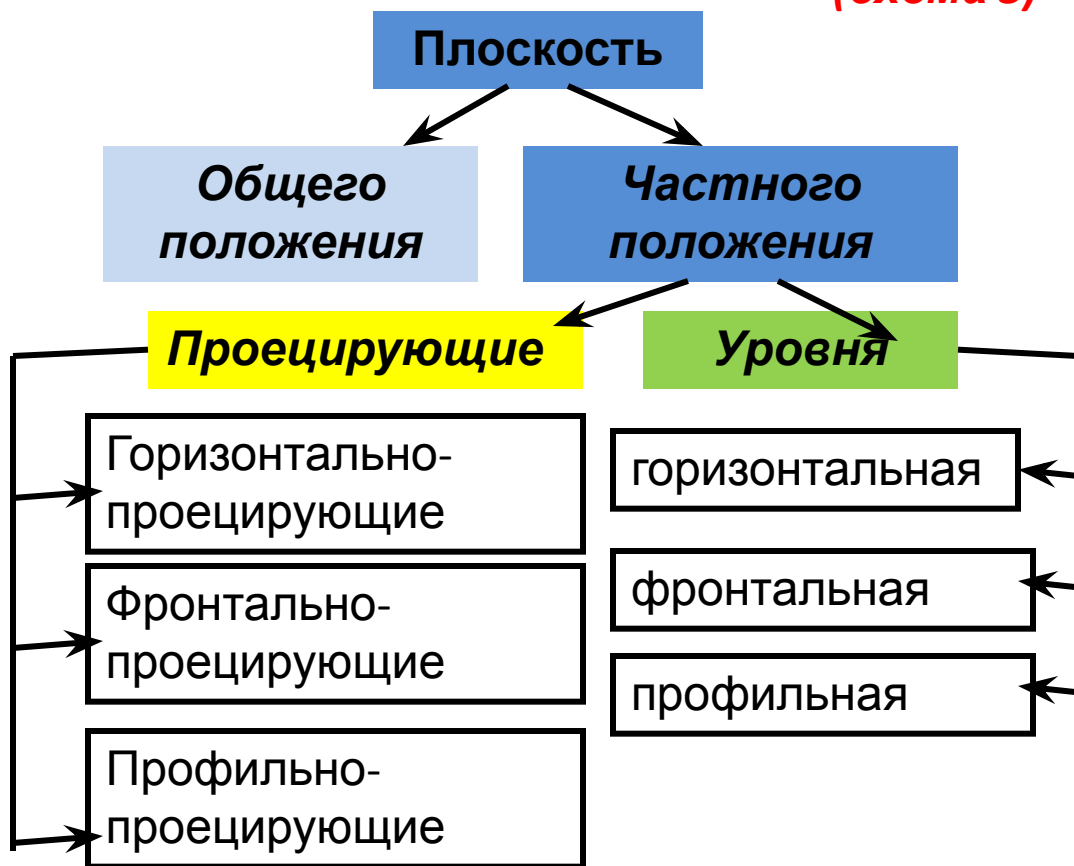 Плоскость
Общего
положения
Частного
положения
Проецирующие
Уровня
Горизонтально-
проецирующие
Фронтально-
проецирующие
Профильно-
проецирующие
горизонтальная
фронтальная
профильная